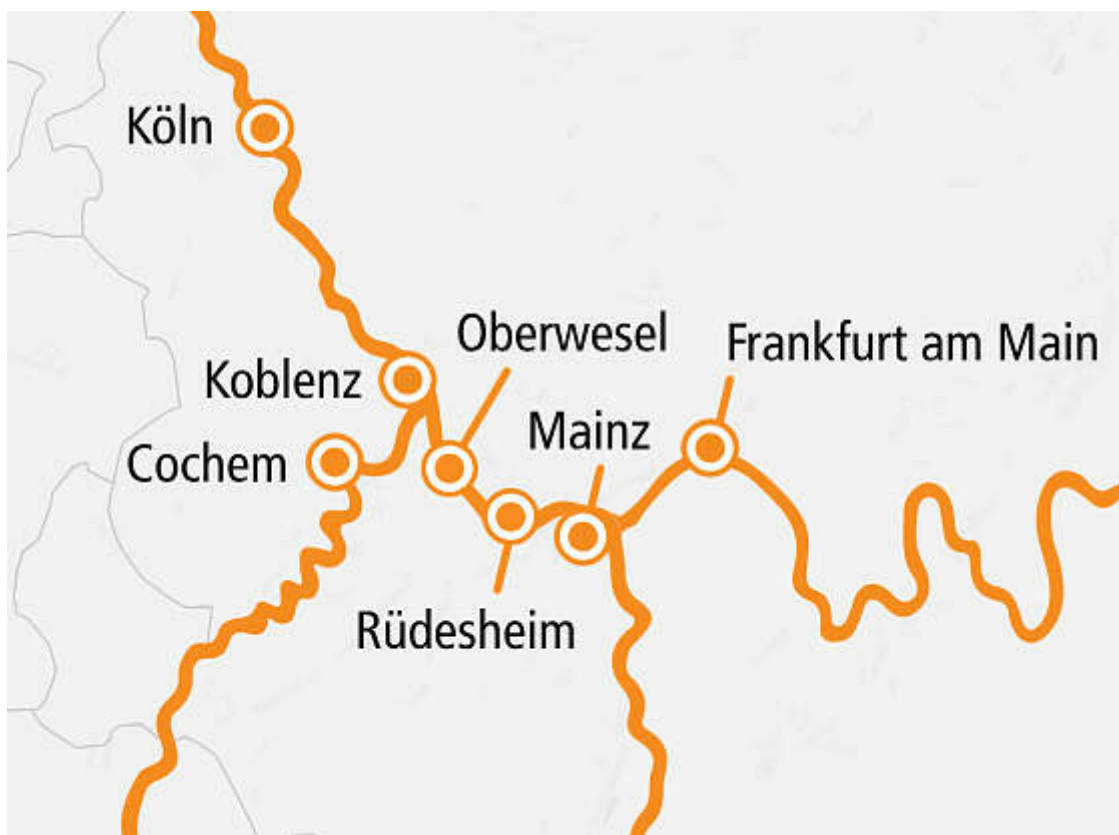 Köln
Oberwesel
Frankfurt am Main
Koblenz
Mainz
Cochem
Rüdesheim